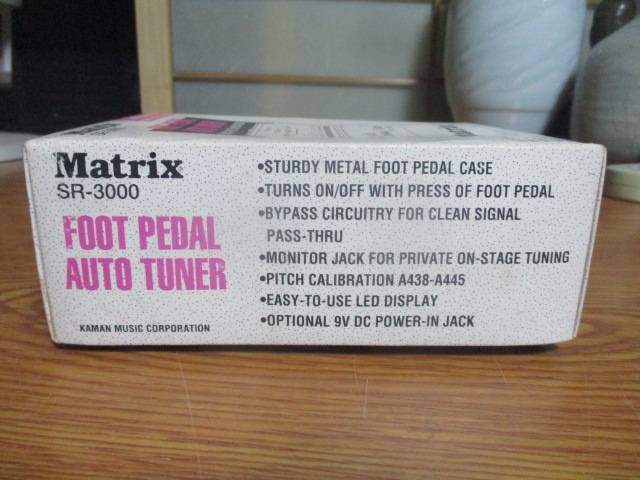 Matrix
SR-3000
FOOT PEDAL
AUTO TUNER
KAMAN MUSIC CORPORATION
•STURDY METAL FOOT PEDAL CASE
•TURNS ON/OFF WITH PRESS OF FOOT PEDAL
•BYPASS CIRCUITRY FOR CLEAN SIGNAL
PASS-THRU
•MONITOR JACK FOR PRIVATE ON-STAGE TUNING
•PITCH CALIBRATION A438-A445
•EASY-TO-USE LED DISPLAY
•OPTIONAL 9V DC POWER-IN JACK